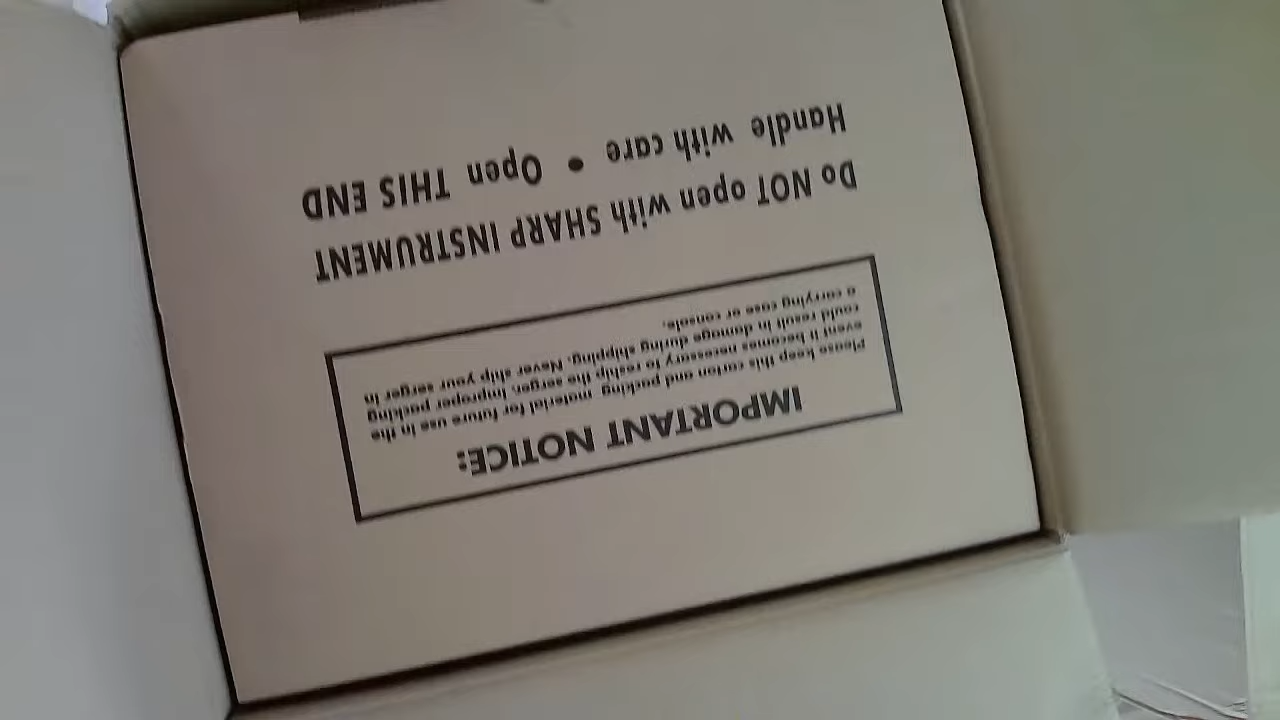 IMPORTANT NOTICE:
Please keep this carton and packing material for future use in the
event it becomes necessary to reship the serger. Improper packing
could result in damage during shipping. Never ship your serger in
a carrying case or console.
Do NOT open with SHARP INSTRUMENT
Handle with care • Open THIS END